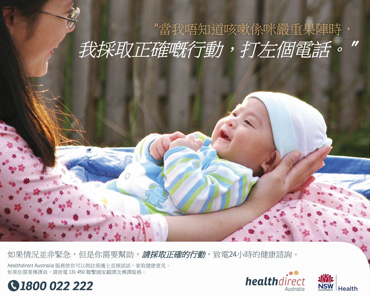 “當我唔知道咳嗽係咪嚴重果陣時，
我採取正確嘅行動，打左個電話。”
如果情況並非緊急，但是你需要幫助，請採取正確的行動，致電24小時的健康諮詢。
healthdirect Australia
1800 022 222
healthdirect
Australia
NSW
GOVERNMENT
Health